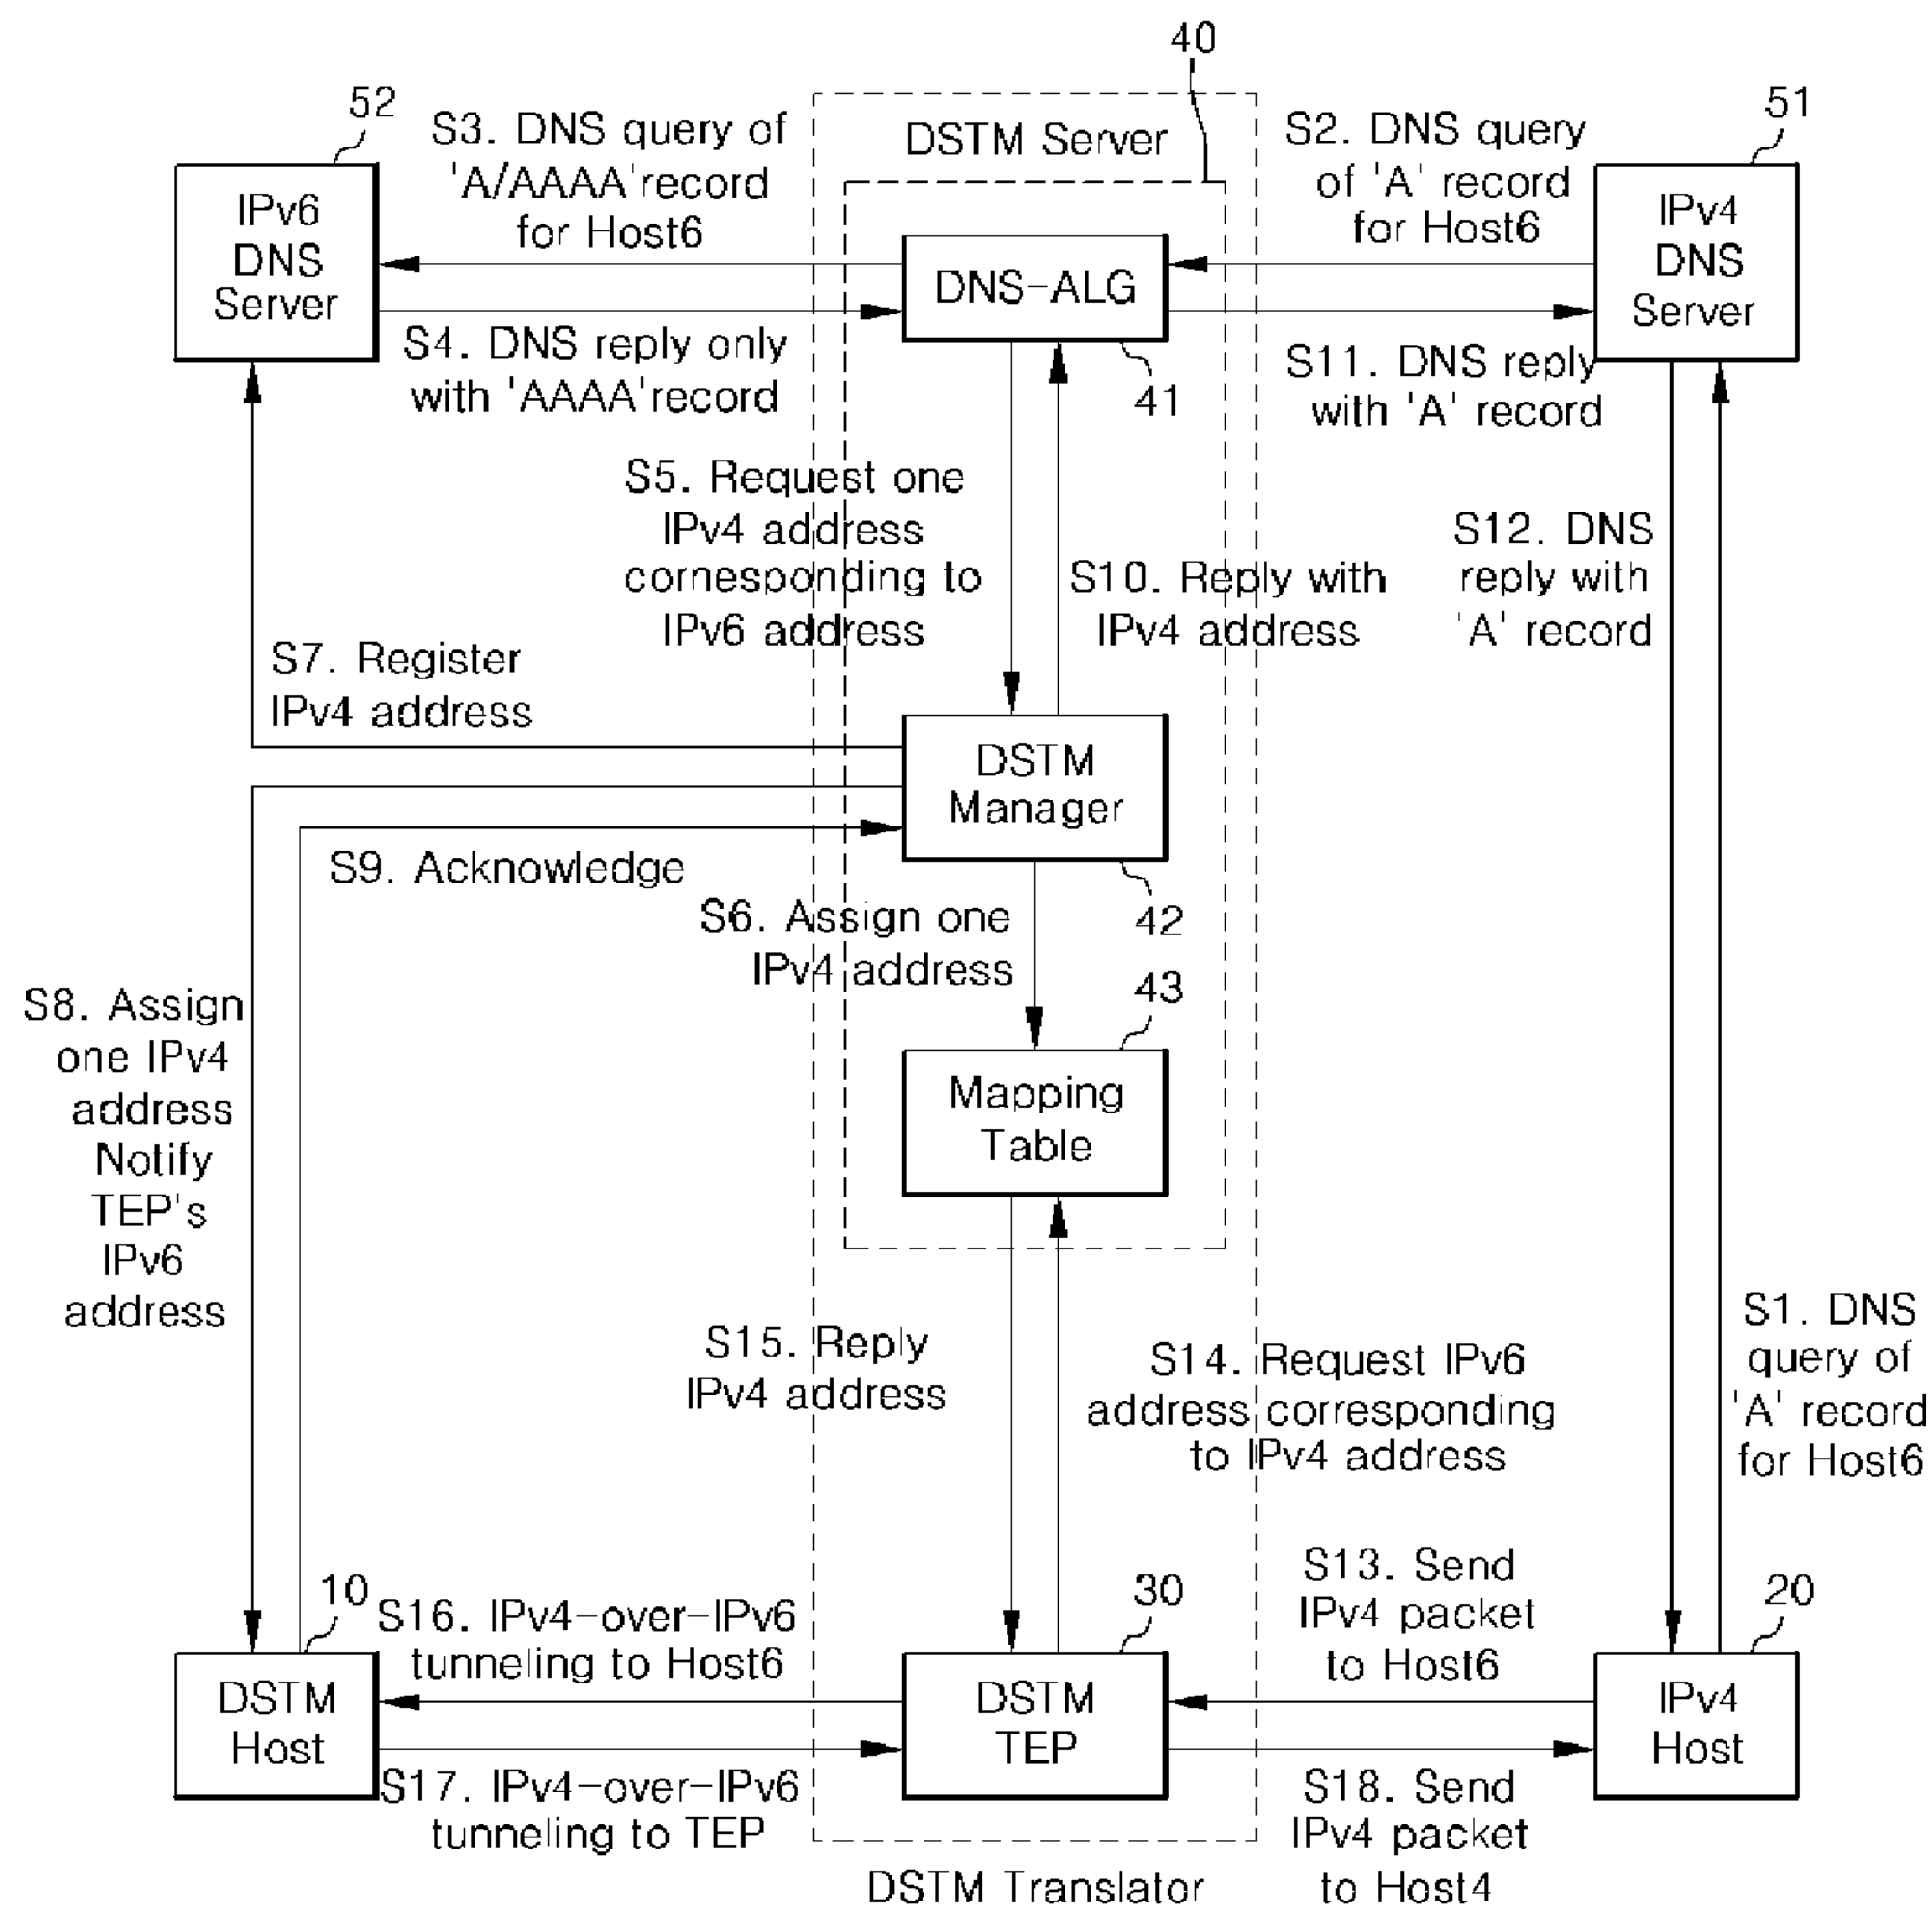 40
52
S3. DNS query of
'A/AAAA'record
for Host6
DSTM Server
S2. DNS query
of 'A' record
for Host6
51
IPv6
DNS
Server
DNS-ALG
IPv4
DNS
Server
S4. DNS reply only
with 'AAAA'record
41
S11. DNS reply
with 'A' record
S5. Request one
IPv4 address
cornesponding to
IPv6 address
S10. Reply with
IPv4 address
S12. DNS
reply with
'A' record
S7. Register
IPv4 address
DSTM
Manager
S9. Acknowledge
42
S6. Assign one
IPv4 address
43
S8. Assign
one IPv4
address
Notify
TEP's
IPv6
address
Mapping
Table
S15. Reply
IPv4 address
S14. Request IPv6
address corresponding
to IPv4 address
S1. DNS
query of
'A' record
for Host6
10
S16. IPv4-over-IPv6
tunneling to Host6
30
S13. Send
IPv4 packet
to Host6
20
DSTM
Host
DSTM
TEP
IPv4
Host
S17. IPv4-over-IPv6
tunneling to TEP
S18. Send
IPv4 packet
to Host4
DSTM Translator